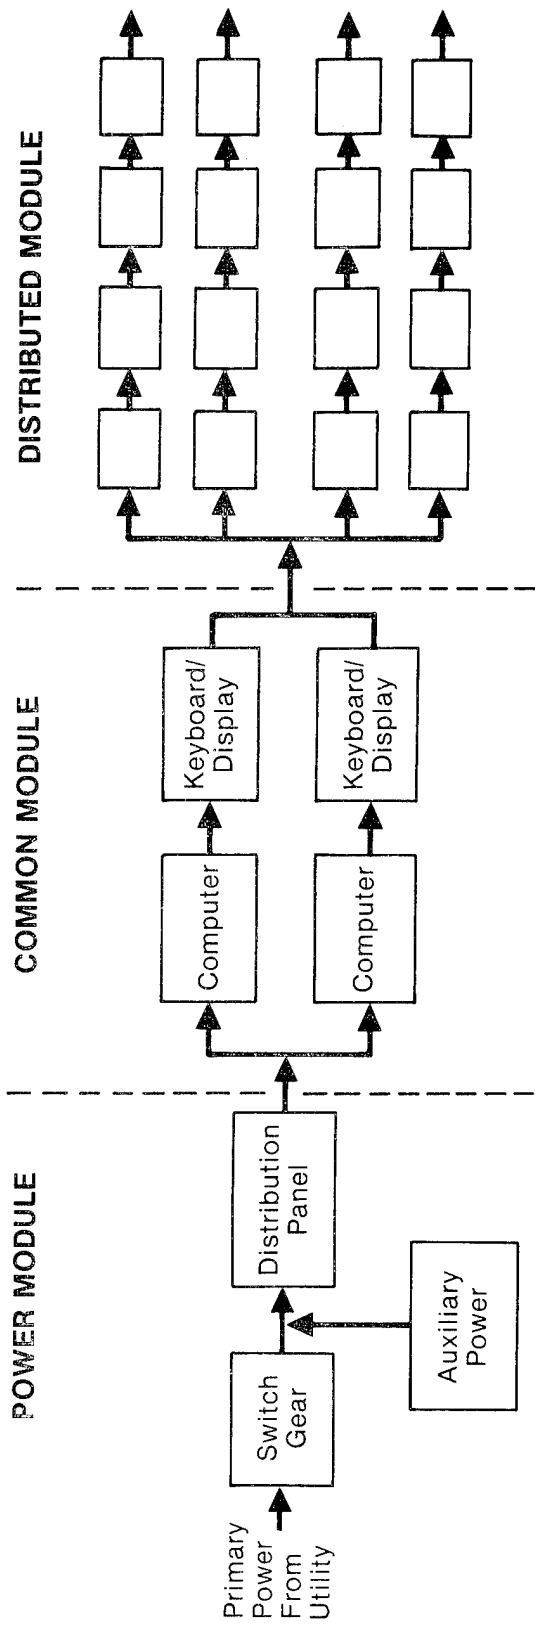 POWER MODULE
COMMON MODULE
DISTRIBUTED MODULE
Primary
Power
From
Utility
Switch
Gear
Auxiliary
Power
Distribution
Panel
Computer
Keyboard/
Display
Computer
Keyboard/
Display